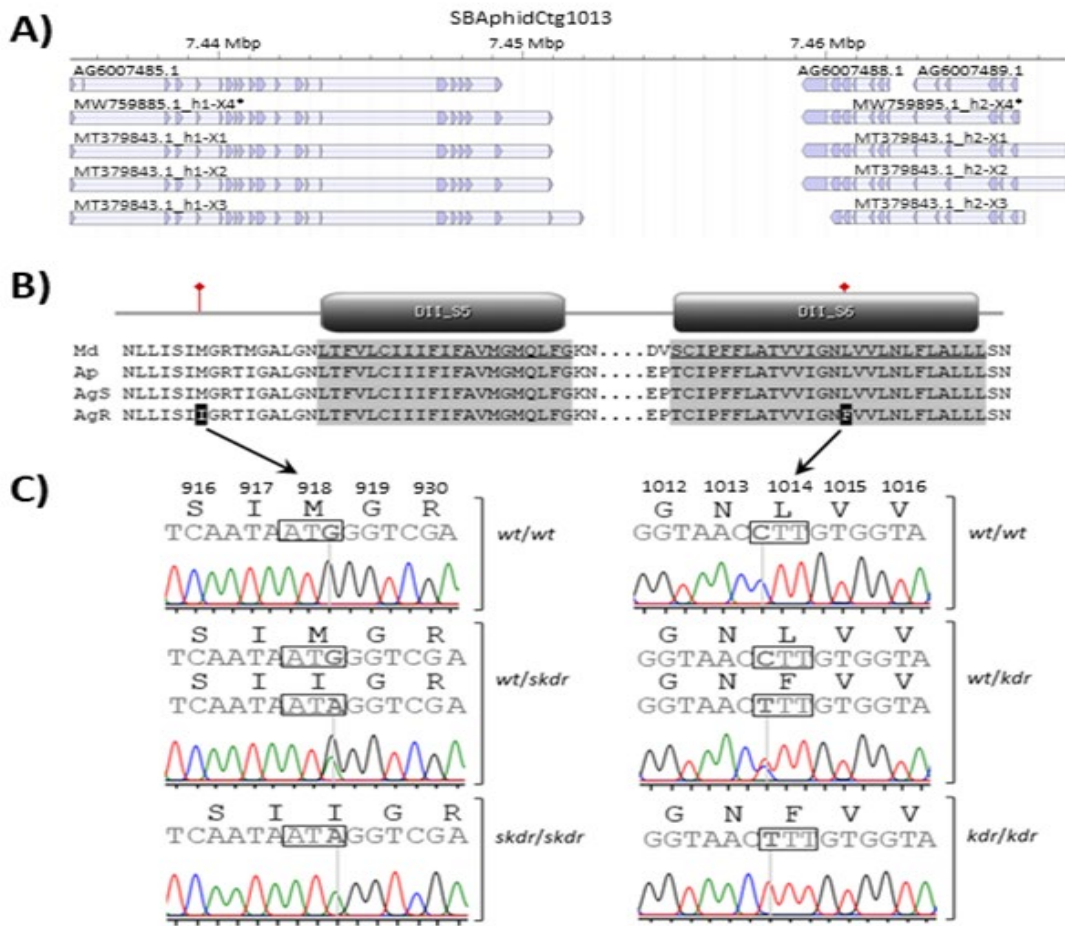 A)
SBAphidCtg1013
7.44 Mbp 7.45 Mbp 7.46 Mbp
AG6007485.1 AG6007488.1 AG6007489.1
MW759885.1_h1-X4* MW759895.1_h2-X4*
MT379843.1_h1-X1 MT379843.1_h2-X1
MT379843.1_h1-X2 MT379843.1_h2-X2
MT379843.1_h1-X3 MT379843.1_h2-X3
B)
DII_S5 DII_S6
Md NLLISIMGRTMGALGNLTFVLCIIIFIFAVMGMQLFGKN....DVSCIPFFLATVVIGNLVVLNLFLALLLSN
Ap NLLISIMGRTIGALGNLTFVLCIIIFIFAVMGMQLFGKN....EPTCIPFFLATVVIGNLVVLNLFLALLLSN
AgS NLLISIMGRTIGALGNLTFVLCIIIFIFAVMGMQLFGKN....EPTCIPFFLATVVIGNLVVLNLFLALLLSN
AgR NLLISIIGRTIGALGNLTFVLCIIIFIFAVMGMQLFGKN....EPTCIPFFLATVVIGNFVVLNLFLALLLSN
C)
916 917 918 919 930
S I M G R
TCAATAATGGGTCGA
wt/wt
S I M G R
TCAATAATGGGTCGA
S I I G R
TCAATAATAGGTCGA
wt/skdr
S I I G R
TCAATAATAGGTCGA
skdr/skdr
1012 1013 1014 1015 1016
G N L V V
GGTAACCTTGTGGTA
wt/wt
G N L V V
GGTAACCTTGTGGTA
G N F V V
GGTAACTTTGTGGTA
wt/kdr
G N F V V
GGTAACTTTGTGGTA
kdr/kdr